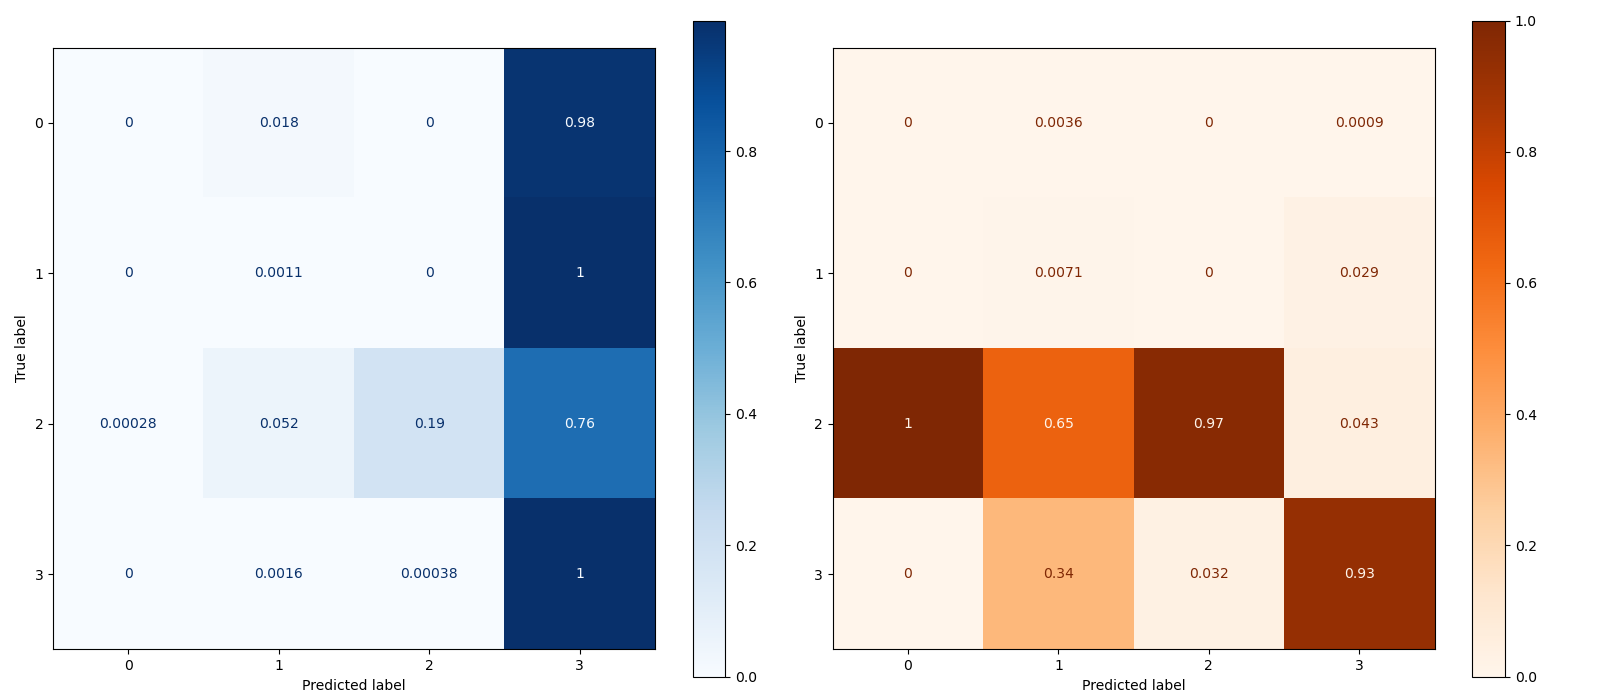 0 0 0.018 0 0.98
1 0 0.0011 0 1
2 0.00028 0.052 0.19 0.76
3 0 0.0016 0.00038 1
0 1 2 3
True label
Predicted label
0.8
0.6
0.4
0.2
0.0
0 0 0.0036 0 0.0009
1 0 0.0071 0 0.029
2 1 0.65 0.97 0.043
3 0 0.34 0.032 0.93
0 1 2 3
True label
Predicted label
1.0
0.8
0.6
0.4
0.2
0.0